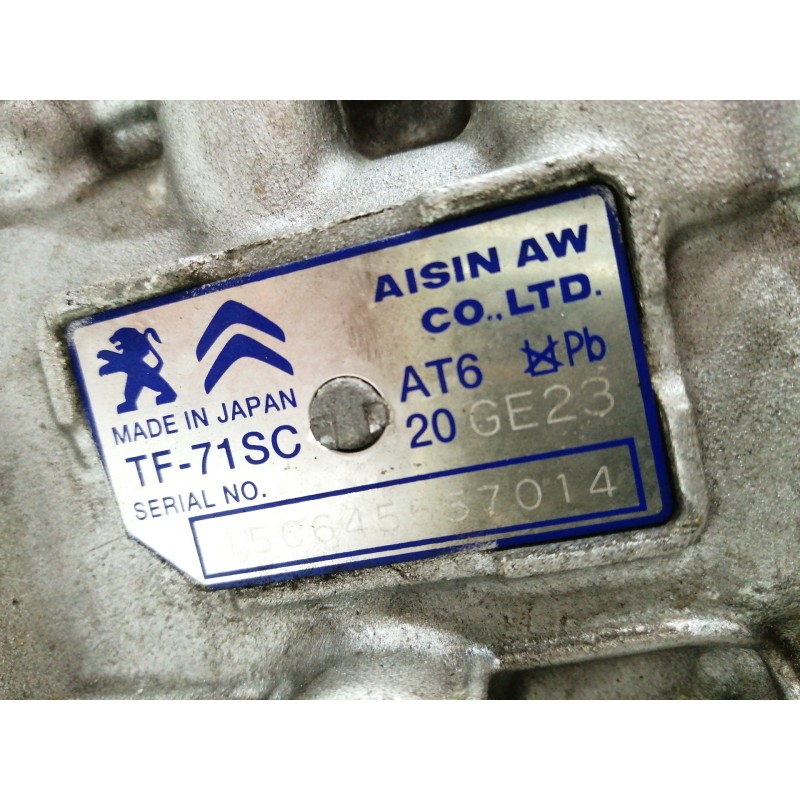 AISIN AW
CO.,LTD.
MADE IN JAPAN
AT6 Pb
TF-71SC
20 GE23
SERIAL NO.